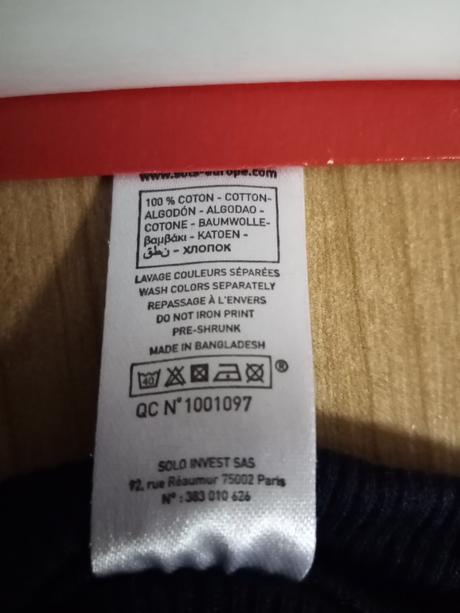 www.sols-europe.com
100 % COTON - COTTON-
ALGODÓN - ALGODAO -
COTONE - BAUMWOLLE-
βαμβάκι - KATOEN -
نطق - ХЛОПОК
LAVAGE COULEURS SÉPARÉES
WASH COLORS SEPARATELY
REPASSAGE À L'ENVERS
DO NOT IRON PRINT
PRE-SHRUNK
MADE IN BANGLADESH
40 ®
QC N°1001097
SOLO INVEST SAS
92, rue Réaumur 75002 Paris
N° : 383 010 626